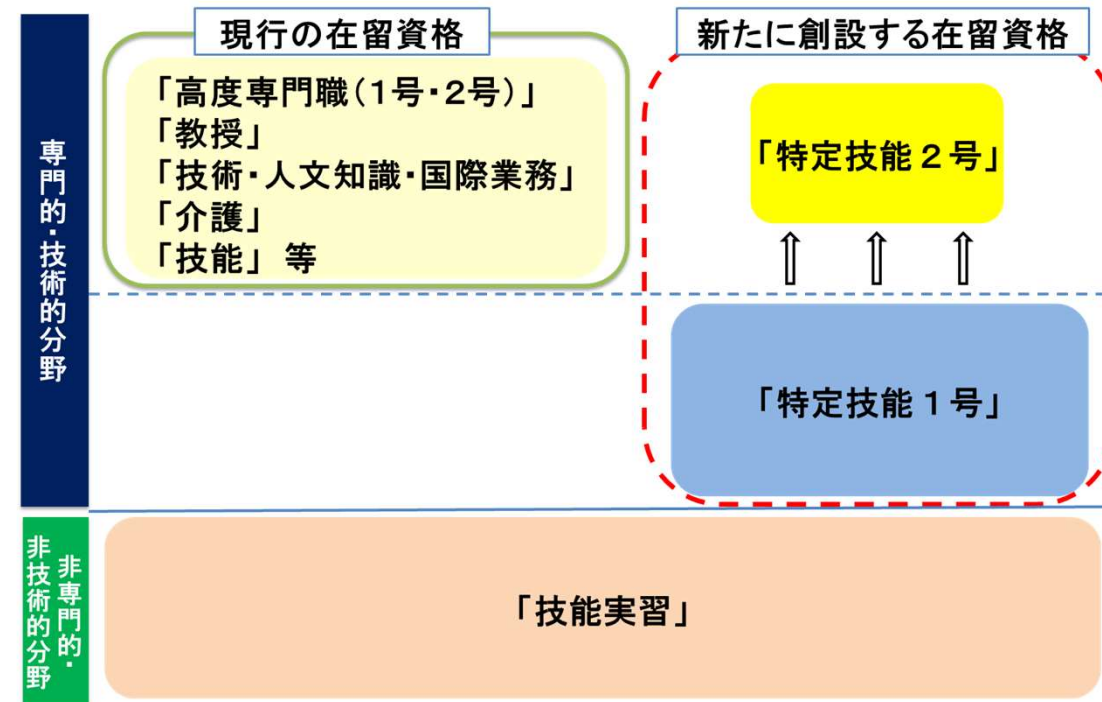 現行の在留資格
新たに創設する在留資格
専門的・技術的分野
「高度専門職(1号・2号)」
「教授」
「技術・人文知識・国際業務」
「介護」
「技能」 等
「特定技能2号」
⇧ ⇧ ⇧
「特定技能1号」
非専門的・
非技術的分野
「技能実習」